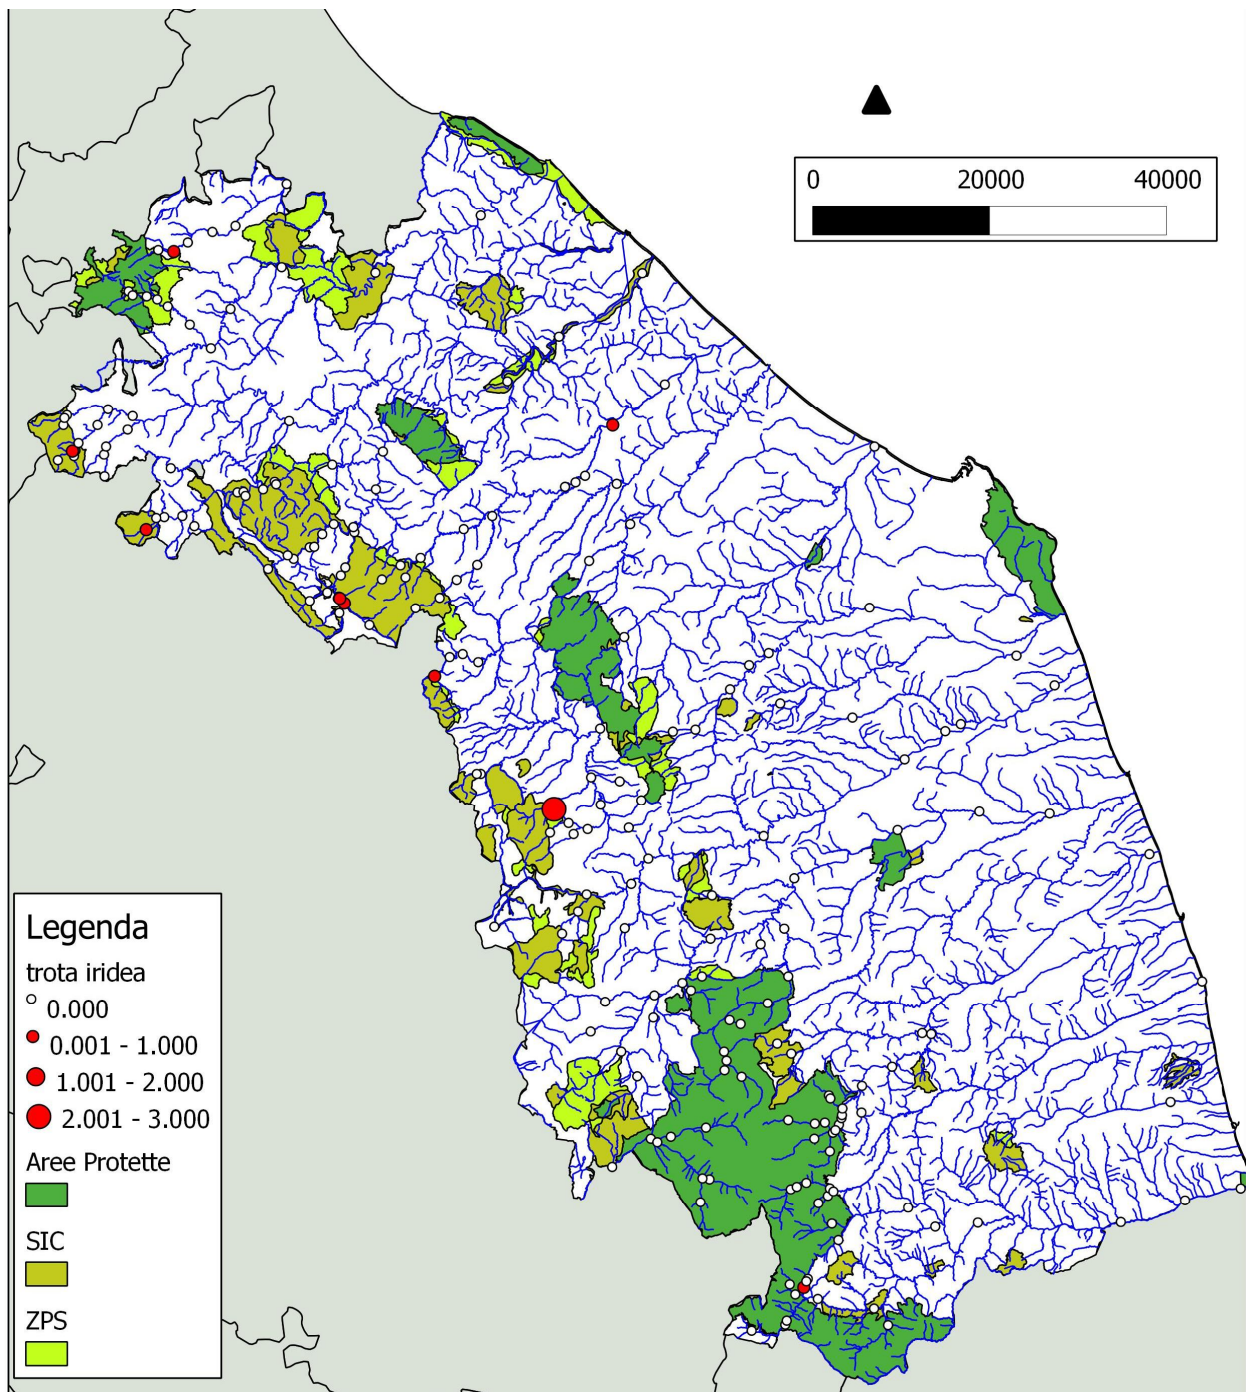 0 20000 40000
Legenda
trota iridea
0.000
0.001 - 1.000
1.001 - 2.000
2.001 - 3.000
Aree Protette
SIC
ZPS